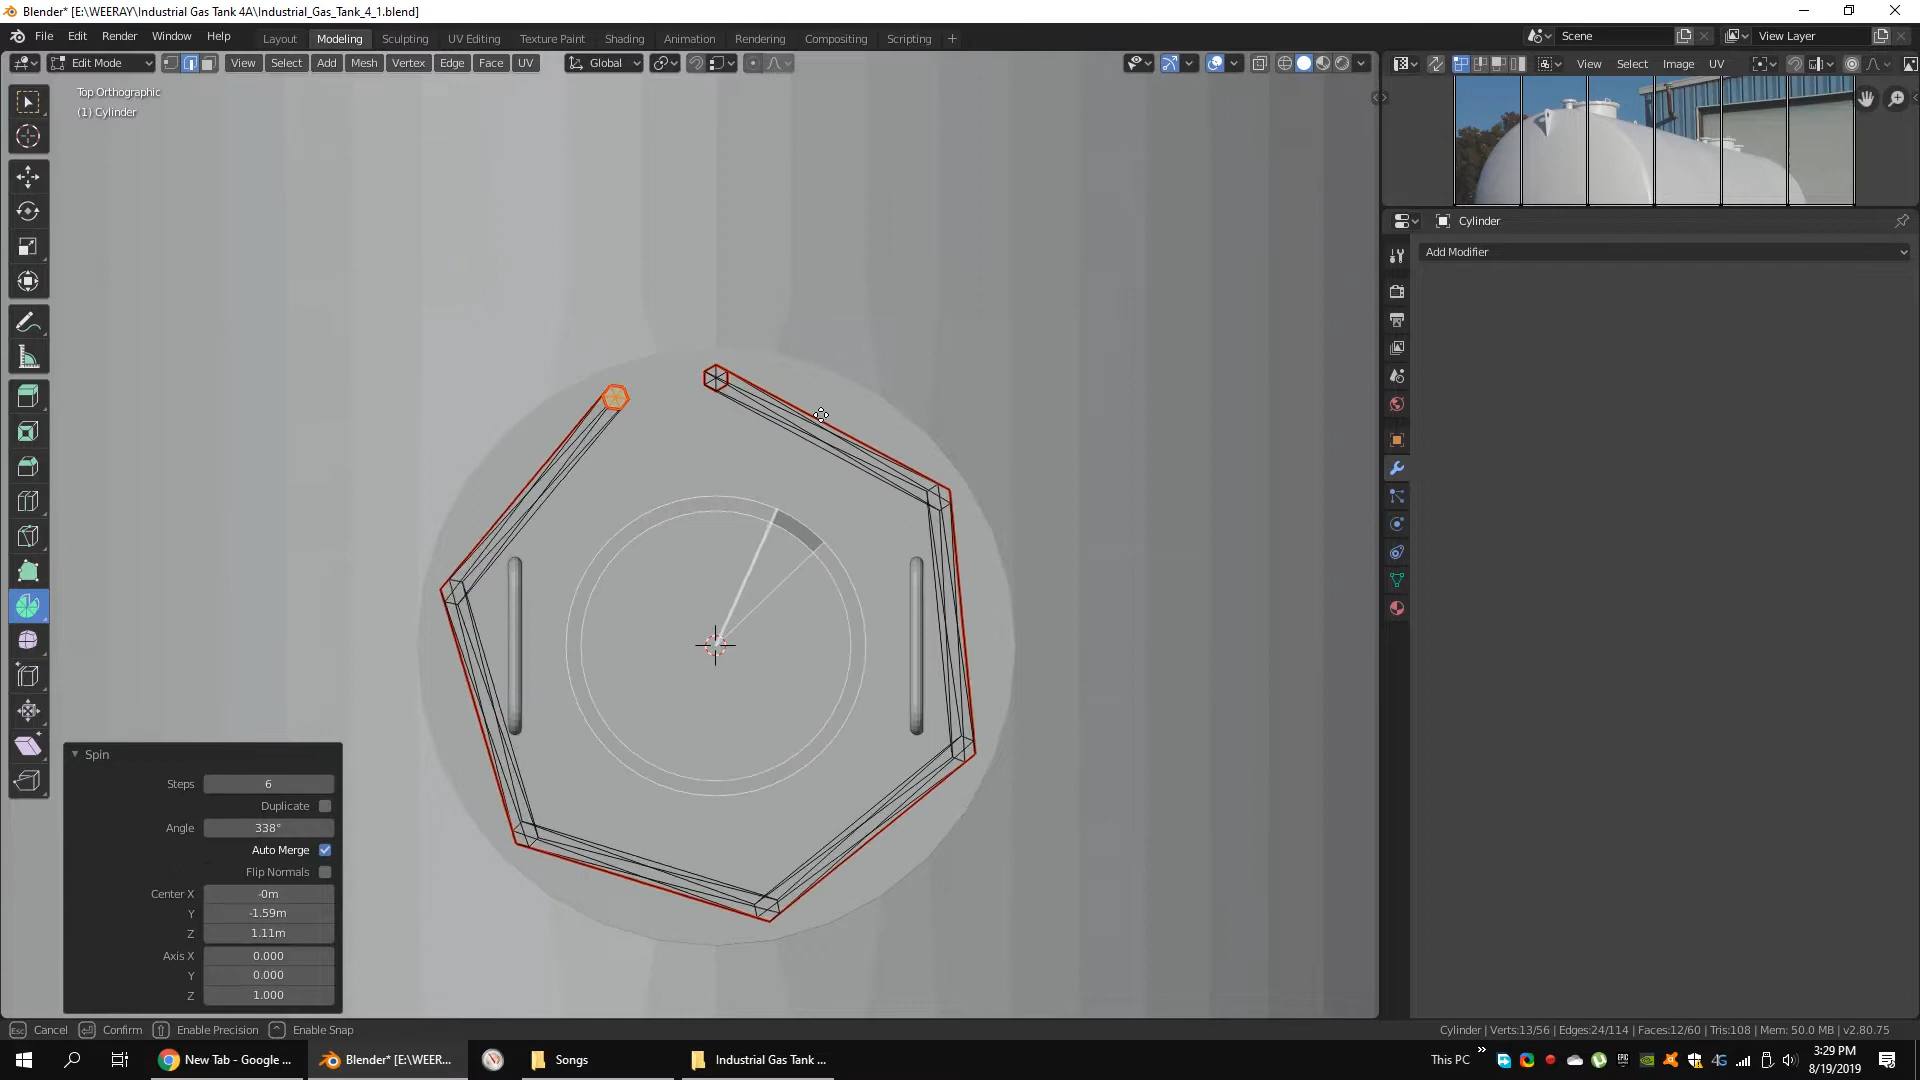 Blender* [E:\WEERAY\Industrial Gas Tank 4A\Industrial_Gas_Tank_4_1.blend]
File Edit Render Window Help
Layout Modeling Sculpting UV Editing Texture Paint Shading Animation Rendering Compositing Scripting +
Scene
View Layer
Edit Mode View Select Add Mesh Vertex Edge Face UV Global
View Select Image UV
Top Orthographic
(1) Cylinder
Cylinder
Add Modifier
Spin
Steps 6
Duplicate
Angle 338°
Auto Merge
Flip Normals
Center X -0m
Y -1.59m
Z 1.11m
Axis X 0.000
Y 0.000
Z 1.000
Esc Cancel Confirm Enable Precision Enable Snap
Cylinder | Verts:13/56 | Edges:24/114 | Faces:12/60 | Tris:108 | Mem: 50.0 MB | v2.80.75
New Tab - Google ...
Blender* [E:\WEER...
Songs
Industrial Gas Tank ...
This PC
4G
3:29 PM
8/19/2019